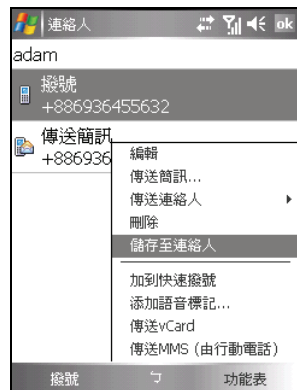 連絡人
ok
adam
撥號
+886936455632
傳送簡訊
+886936
編輯
傳送簡訊...
傳送連絡人
刪除
儲存至連絡人
加到快速撥號
添加語音標記...
傳送vCard
傳送MMS (由行動電話)
撥號
功能表